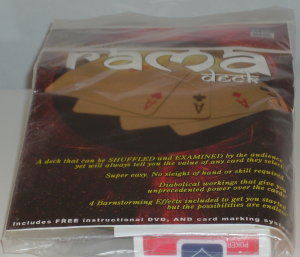 rama
deck
A deck that can be SHUFFLED and EXAMINED by the audience
yet will always tell you the value of any card they select
Super easy. No sleight of hand or skill required.
Diabolical workings that give you
unprecedented power over the cards
4 Barnstorming Effects included to get you started
but the possibilities are endless
Includes FREE instructional DVD, AND card marking system
POKER